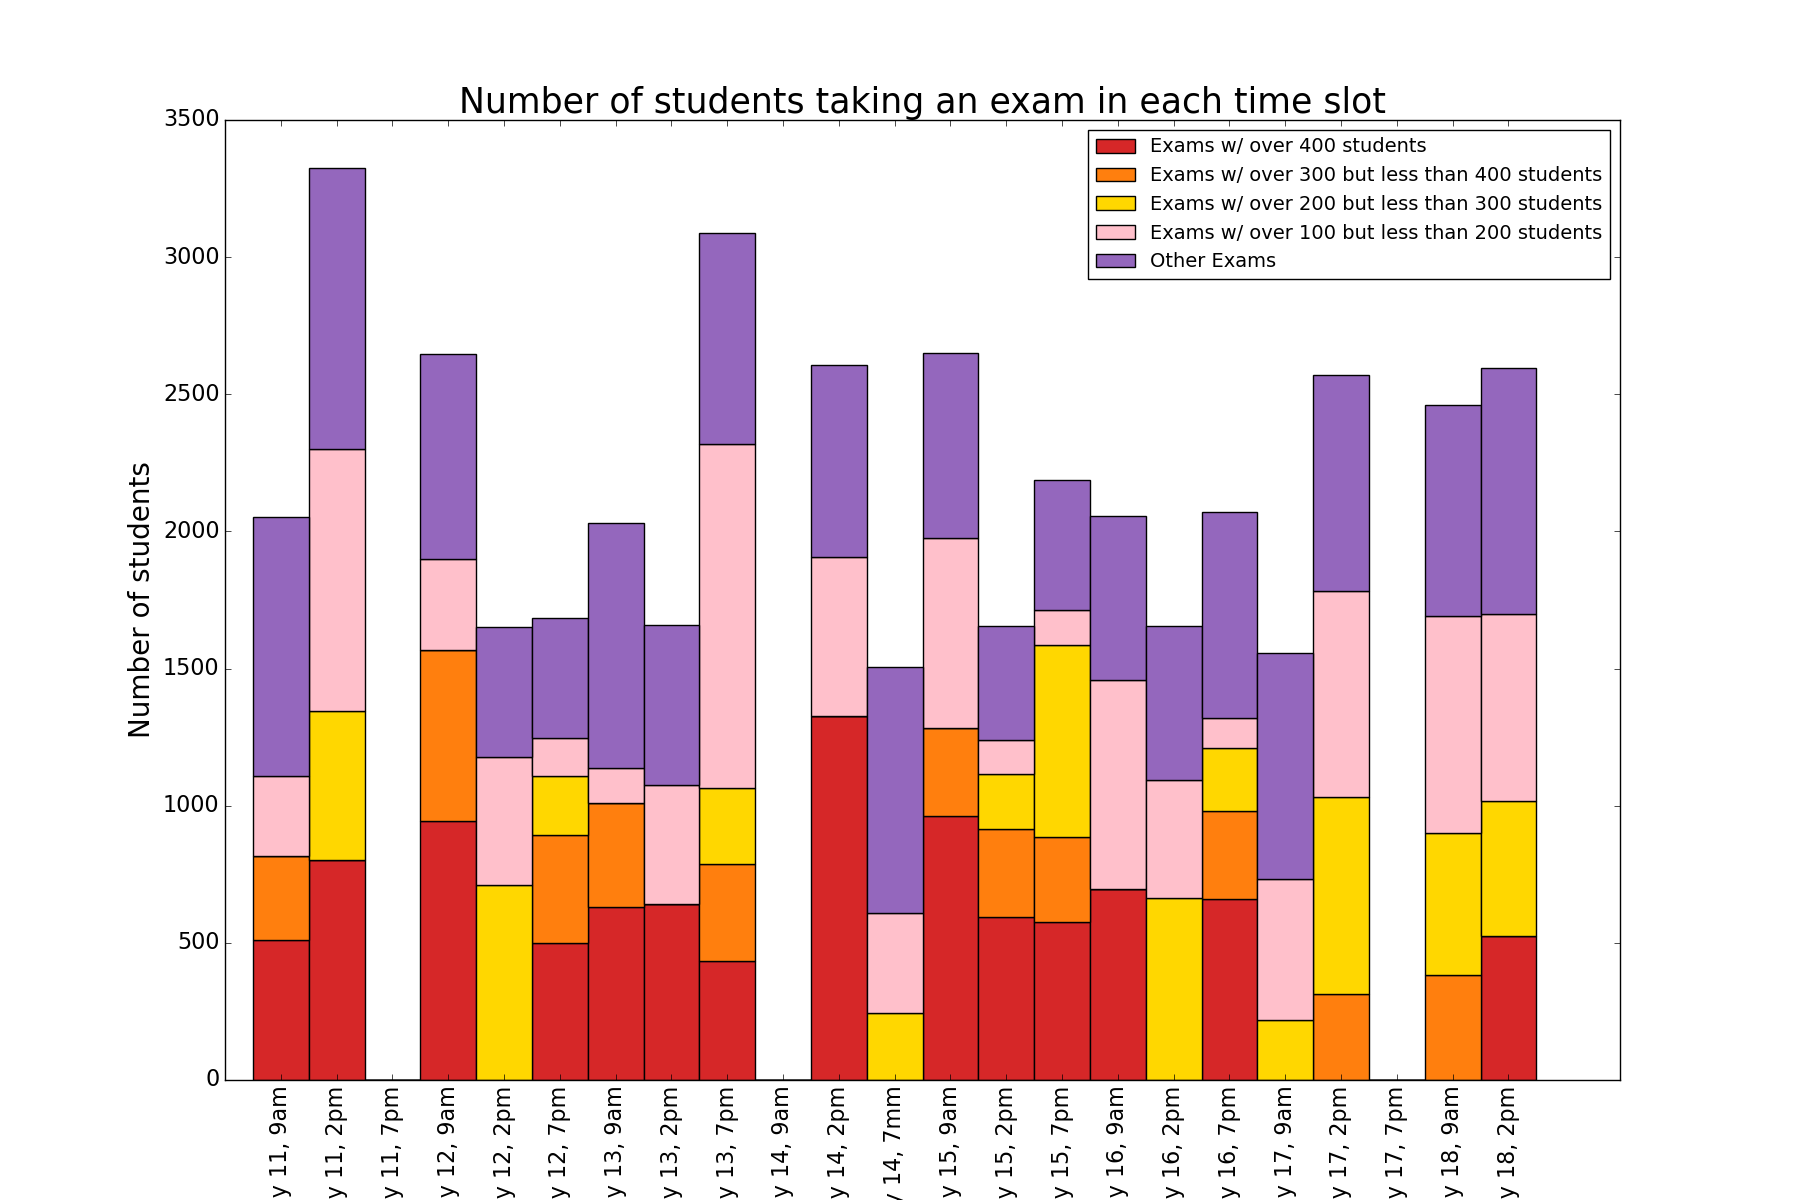 Number of students taking an exam in each time slot
Exams w/ over 400 students
Exams w/ over 300 but less than 400 students
Exams w/ over 200 but less than 300 students
Exams w/ over 100 but less than 200 students
Other Exams
Number of students
3500
3000
2500
2000
1500
1000
500
0
y 11, 9am
y 11, 2pm
y 11, 7pm
y 12, 9am
y 12, 2pm
y 12, 7pm
y 13, 9am
y 13, 2pm
y 13, 7pm
y 14, 9am
y 14, 2pm
y 14, 7mm
y 15, 9am
y 15, 2pm
y 15, 7pm
y 16, 9am
y 16, 2pm
y 16, 7pm
y 17, 9am
y 17, 2pm
y 17, 7pm
y 18, 9am
y 18, 2pm